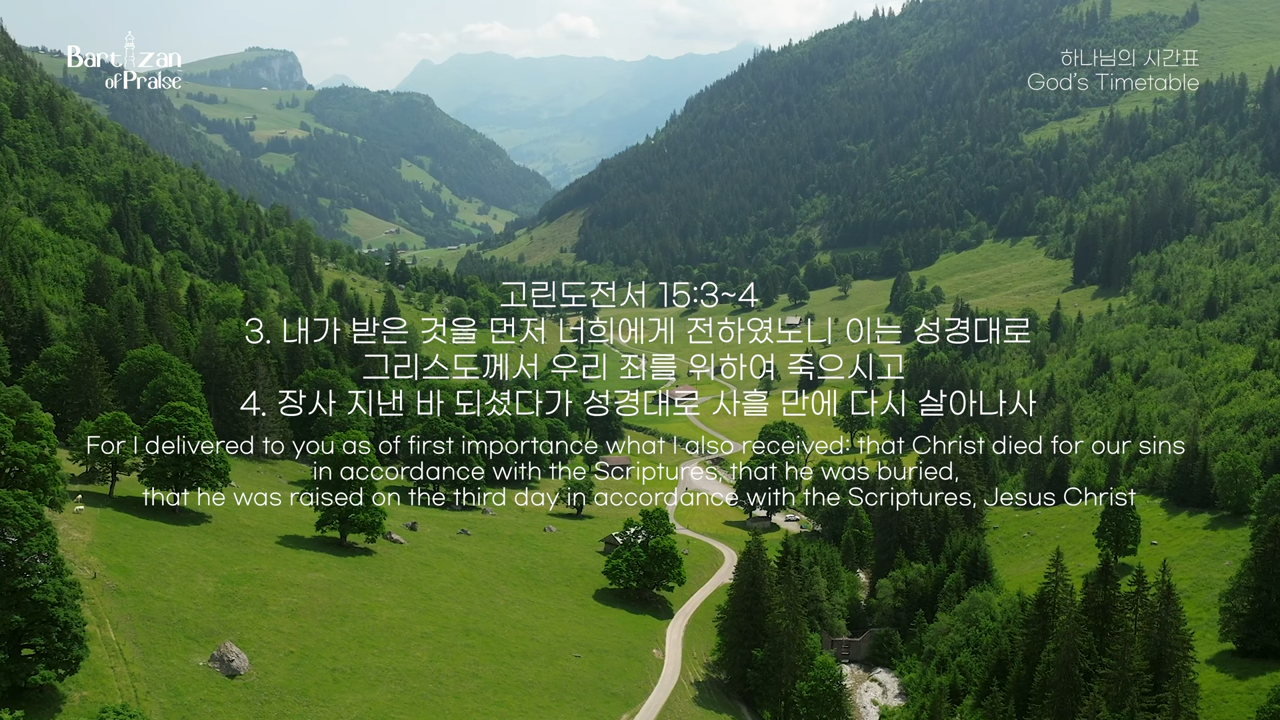 Bartizan
of Praise
하나님의 시간표
God's Timetable
고린도전서 15:3~4
3. 내가 받은 것을 먼저 너희에게 전하였노니 이는 성경대로
그리스도께서 우리 죄를 위하여 죽으시고
4. 장사 지낸 바 되셨다가 성경대로 사흘 만에 다시 살아나사
For I delivered to you as of first importance what I also received: that Christ died for our sins
in accordance with the Scriptures, that he was buried,
that he was raised on the third day in accordance with the Scriptures, Jesus Christ